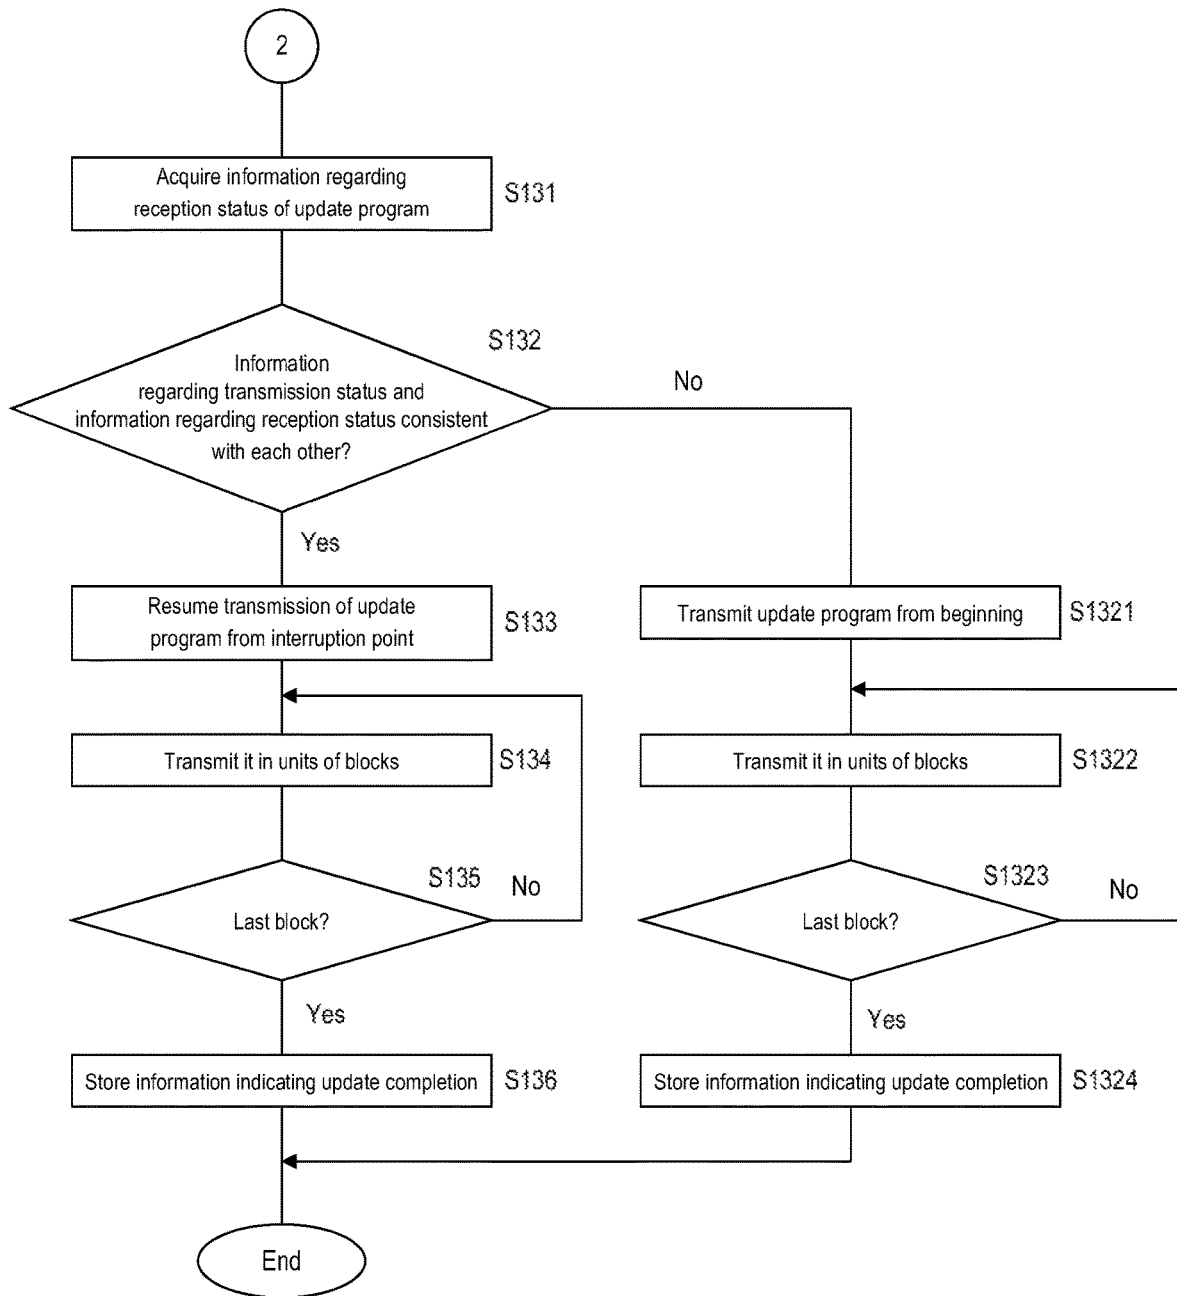 2
Acquire information regarding
reception status of update program
S131
S132
Information
regarding transmission status and
information regarding reception status consistent
with each other?
No
Yes
Resume transmission of update
program from interruption point
S133
Transmit update program from beginning
S1321
Transmit it in units of blocks
S134
Transmit it in units of blocks
S1322
S135
No
Last block?
S1323
No
Last block?
Yes
Yes
Store information indicating update completion
S136
Store information indicating update completion
S1324
End